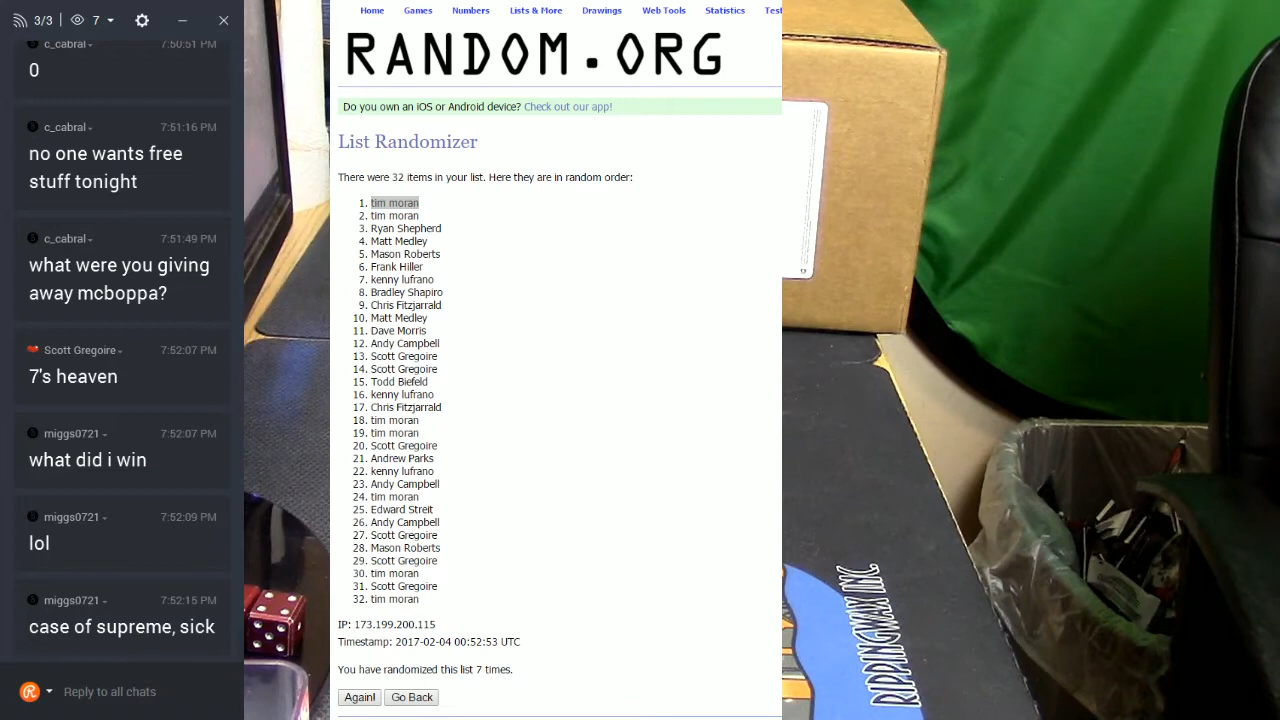 3/3 7
c_cabral 7:50:51 PM
0
c_cabral 7:51:16 PM
no one wants free
stuff tonight
c_cabral 7:51:49 PM
what were you giving
away mcboppa?
Scott Gregoire 7:52:07 PM
7's heaven
miggs0721 7:52:07 PM
what did i win
miggs0721 7:52:09 PM
lol
miggs0721 7:52:15 PM
case of supreme, sick
Reply to all chats
Home Games Numbers Lists & More Drawings Web Tools Statistics
RANDOM.ORG
Do you own an iOS or Android device? Check out our app!
List Randomizer
There were 32 items in your list. Here they are in random order:
1. tim moran
2. tim moran
3. Ryan Shepherd
4. Matt Medley
5. Mason Roberts
6. Frank Hiller
7. kenny lufrano
8. Bradley Shapiro
9. Chris Fitzjarrald
10. Matt Medley
11. Dave Morris
12. Andy Campbell
13. Scott Gregoire
14. Scott Gregoire
15. Todd Biefeld
16. kenny lufrano
17. Chris Fitzjarrald
18. tim moran
19. tim moran
20. Scott Gregoire
21. Andrew Parks
22. kenny lufrano
23. Andy Campbell
24. tim moran
25. Edward Streit
26. Andy Campbell
27. Scott Gregoire
28. Mason Roberts
29. Scott Gregoire
30. tim moran
31. Scott Gregoire
32. tim moran
IP: 173.199.200.115
Timestamp: 2017-02-04 00:52:53 UTC
You have randomized this list 7 times.
Again! Go Back
RIPPINGWAX INC